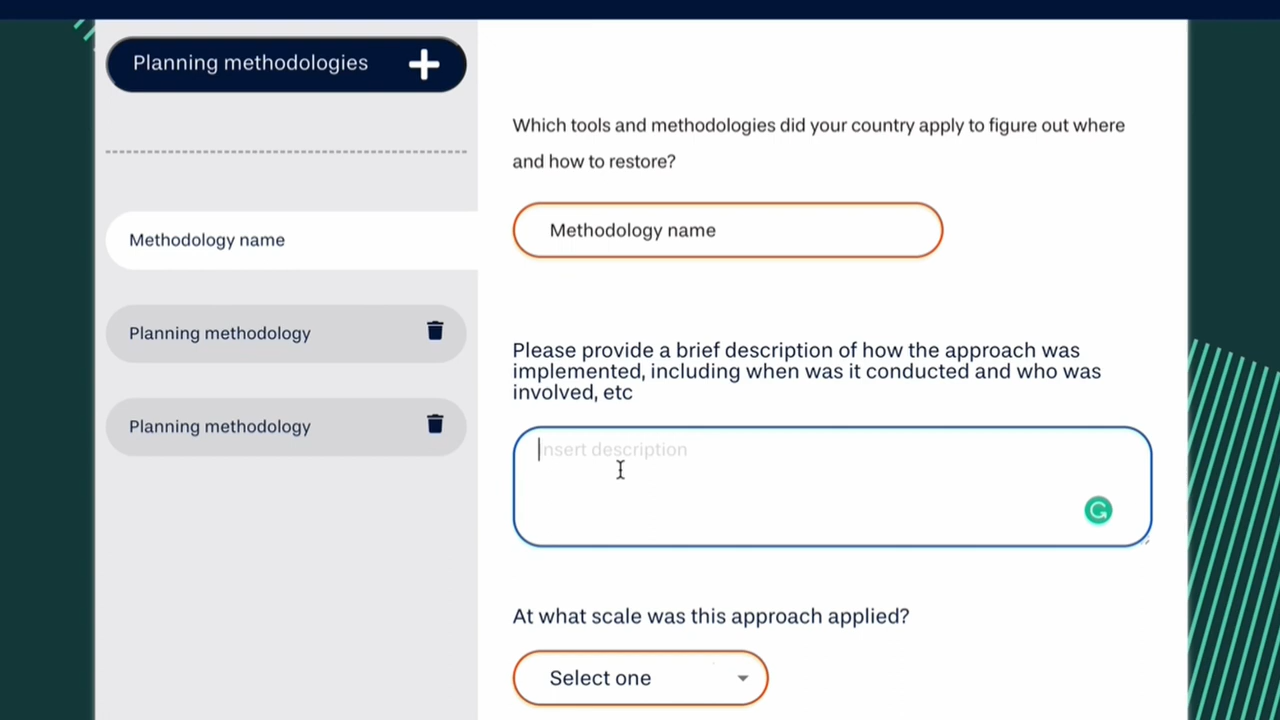 Planning methodologies
Which tools and methodologies did your country apply to figure out where
and how to restore?
Methodology name
Methodology name
Planning methodology
Please provide a brief description of how the approach was
implemented, including when was it conducted and who was
involved, etc
Planning methodology
Insert description
At what scale was this approach applied?
Select one